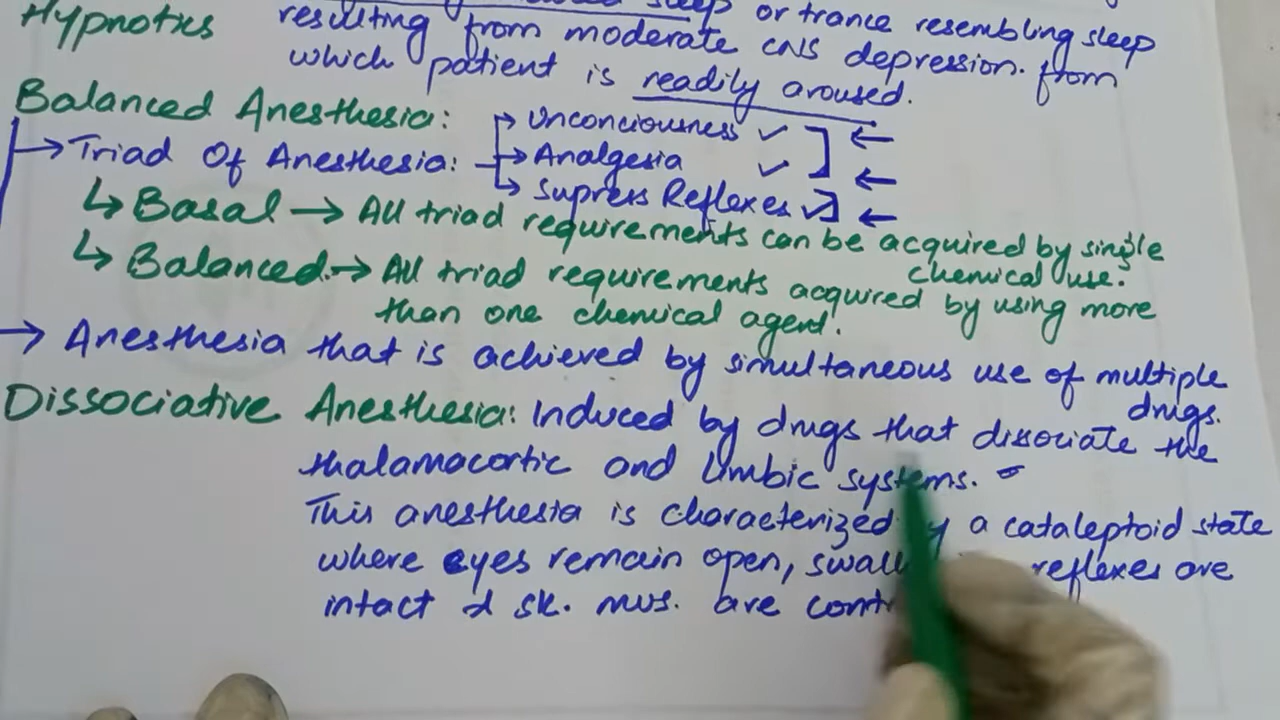 Hypnotics
sleep or trance resembling sleep
resulting from moderate CNS depression. from
which patient is readily aroused.
Balanced Anesthesia:
→ Triad Of Anesthesia: → Unconciousness ✓ ←
→ Analgesia ✓ ←
→ Supress Reflexes ✓ ←
↳ Basal → All triad requirements can be acquired by single
chemical use.
↳ Balanced → All triad requirements acquired by using more
than one chemical agent.
→ Anesthesia that is achieved by simultaneous use of multiple
drugs.
Dissociative Anesthesia: Induced by drugs that dissociate the
thalamocortic and limbic systems.
This anesthesia is characterized by a cataleptoid state
where eyes remain open, reflexes are
intact & sk. mus. are